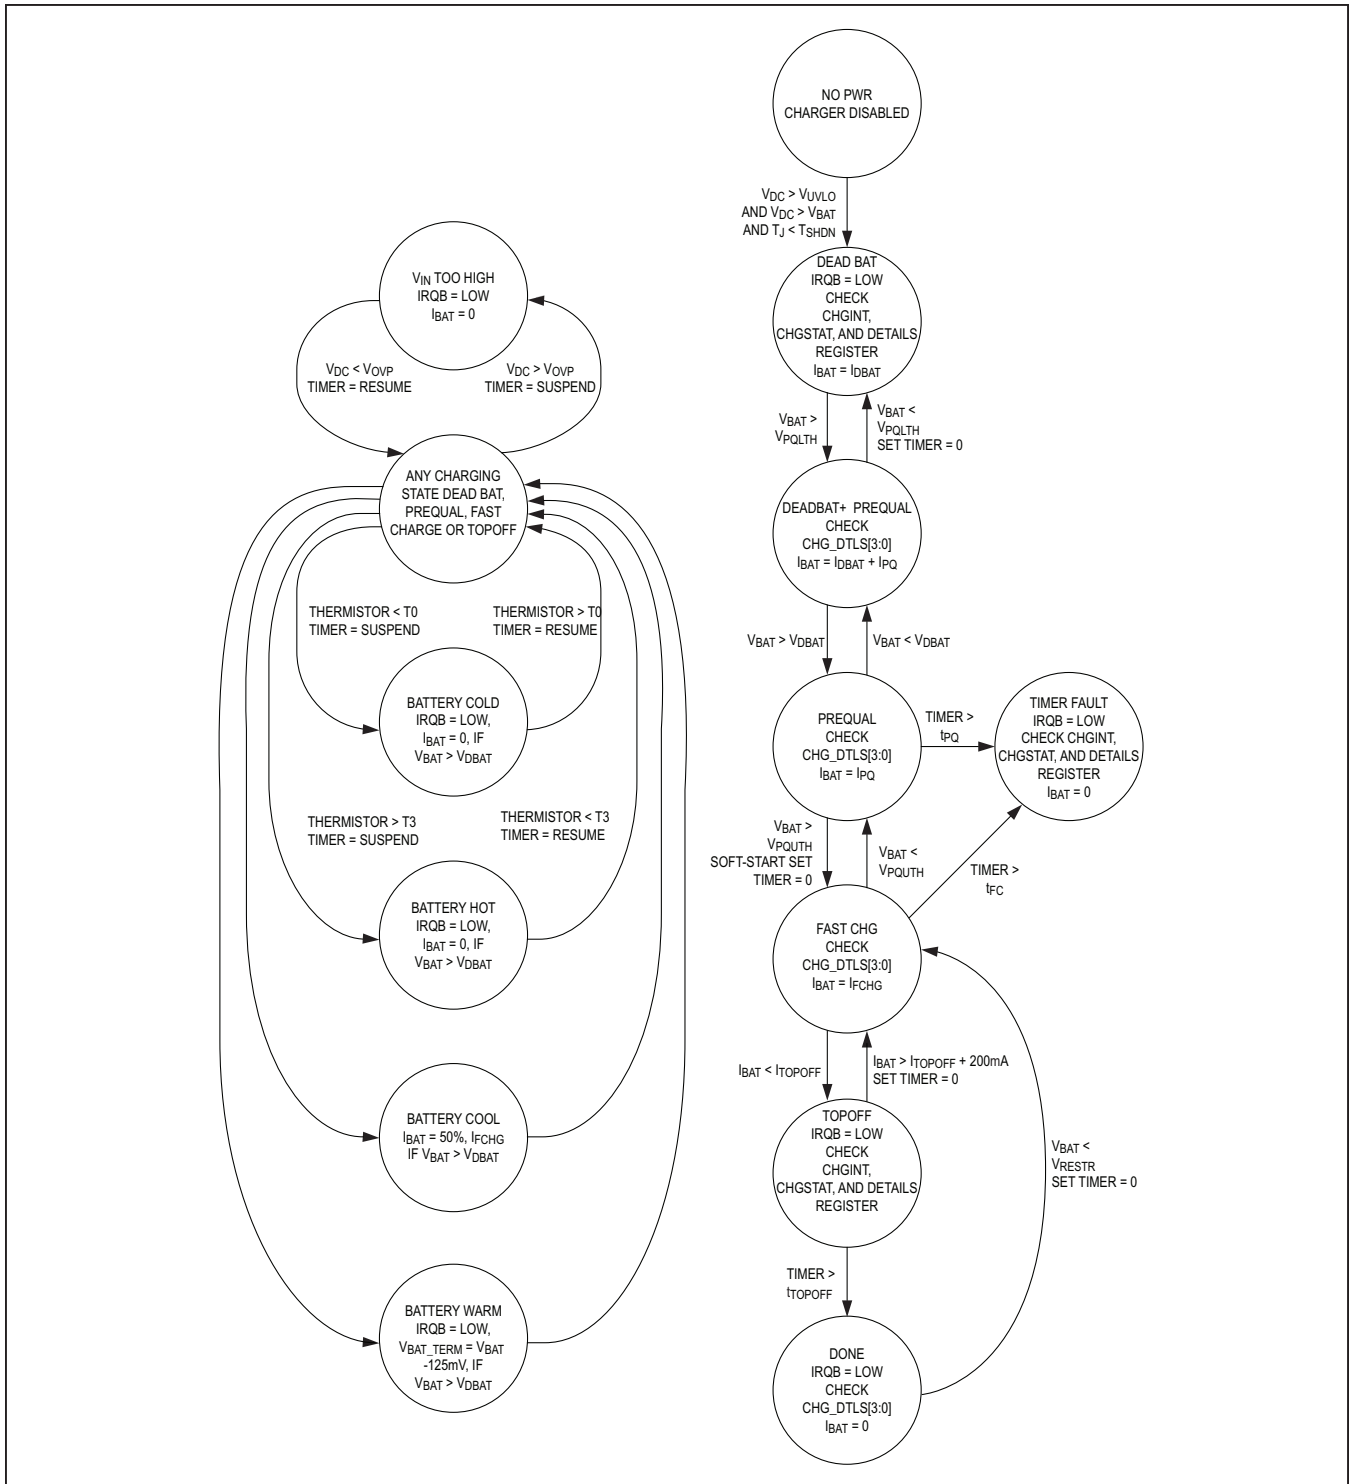 NO PWR
CHARGER DISABLED
VDC > VUVLO
AND VDC > VBAT
AND TJ < TSHDN
DEAD BAT
IRQB = LOW
CHECK
CHGINT,
CHGSTAT, AND DETAILS
REGISTER
IBAT = IDBAT
VBAT >
VPQLTH
VBAT <
VPQLTH
SET TIMER = 0
DEADBAT+ PREQUAL
CHECK
CHG_DTLS[3:0]
IBAT = IDBAT + IPQ
VBAT > VDBAT
VBAT < VDBAT
PREQUAL
CHECK
CHG_DTLS[3:0]
IBAT = IPQ
TIMER >
tPQ
TIMER FAULT
IRQB = LOW
CHECK CHGINT,
CHGSTAT, AND DETAILS
REGISTER
IBAT = 0
VBAT >
VPQUTH
SOFT-START SET
TIMER = 0
VBAT <
VPQUTH
TIMER >
tFC
FAST CHG
CHECK
CHG_DTLS[3:0]
IBAT = IFCHG
IBAT < ITOPOFF
IBAT > ITOPOFF + 200mA
SET TIMER = 0
TOPOFF
IRQB = LOW
CHECK
CHGINT,
CHGSTAT, AND DETAILS
REGISTER
VBAT <
VRESTR
SET TIMER = 0
TIMER >
tTOPOFF
DONE
IRQB = LOW
CHECK
CHG_DTLS[3:0]
IBAT = 0
VIN TOO HIGH
IRQB = LOW
IBAT = 0
VDC < VOVP
TIMER = RESUME
VDC > VOVP
TIMER = SUSPEND
ANY CHARGING
STATE DEAD BAT,
PREQUAL, FAST
CHARGE OR TOPOFF
THERMISTOR < T0
TIMER = SUSPEND
THERMISTOR > T0
TIMER = RESUME
BATTERY COLD
IRQB = LOW,
IBAT = 0, IF
VBAT > VDBAT
THERMISTOR > T3
TIMER = SUSPEND
THERMISTOR < T3
TIMER = RESUME
BATTERY HOT
IRQB = LOW,
IBAT = 0, IF
VBAT > VDBAT
BATTERY COOL
IBAT = 50%, IFCHG
IF VBAT > VDBAT
BATTERY WARM
IRQB = LOW,
VBAT_TERM = VBAT
-125mV, IF
VBAT > VDBAT